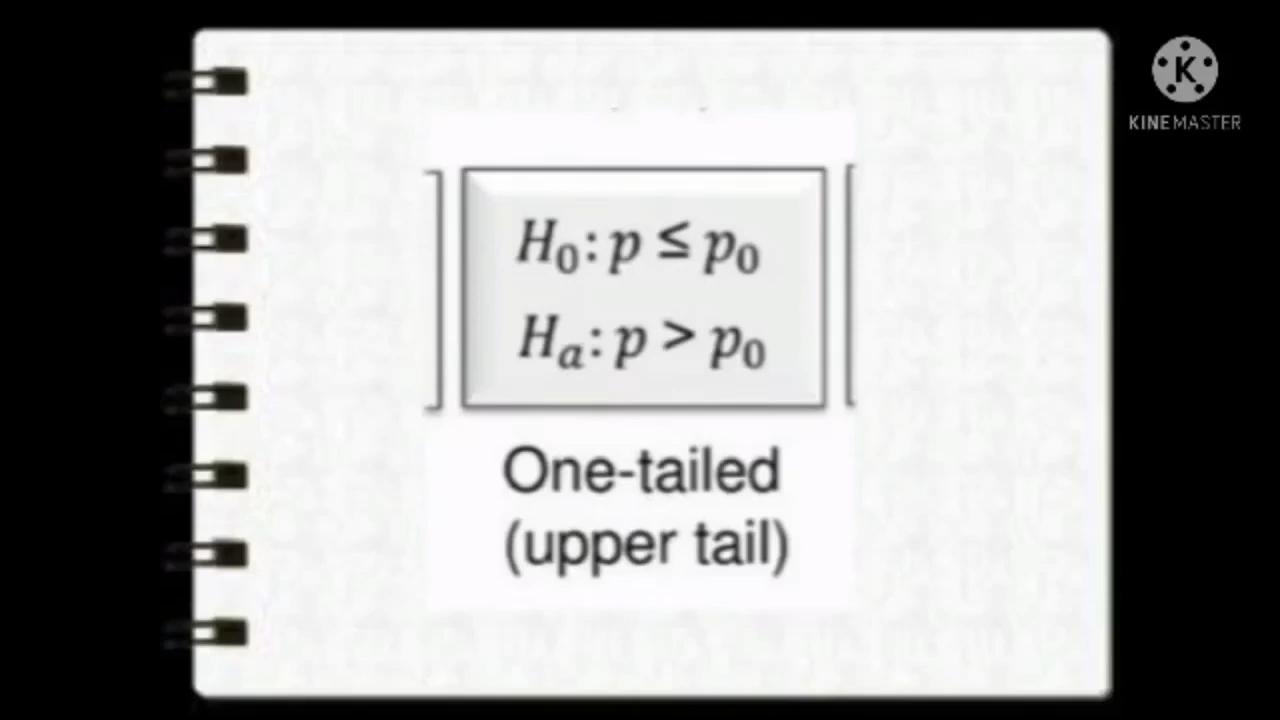 K
KINEMASTER
H₀: p ≤ p₀
Hₐ: p > p₀
One-tailed
(upper tail)